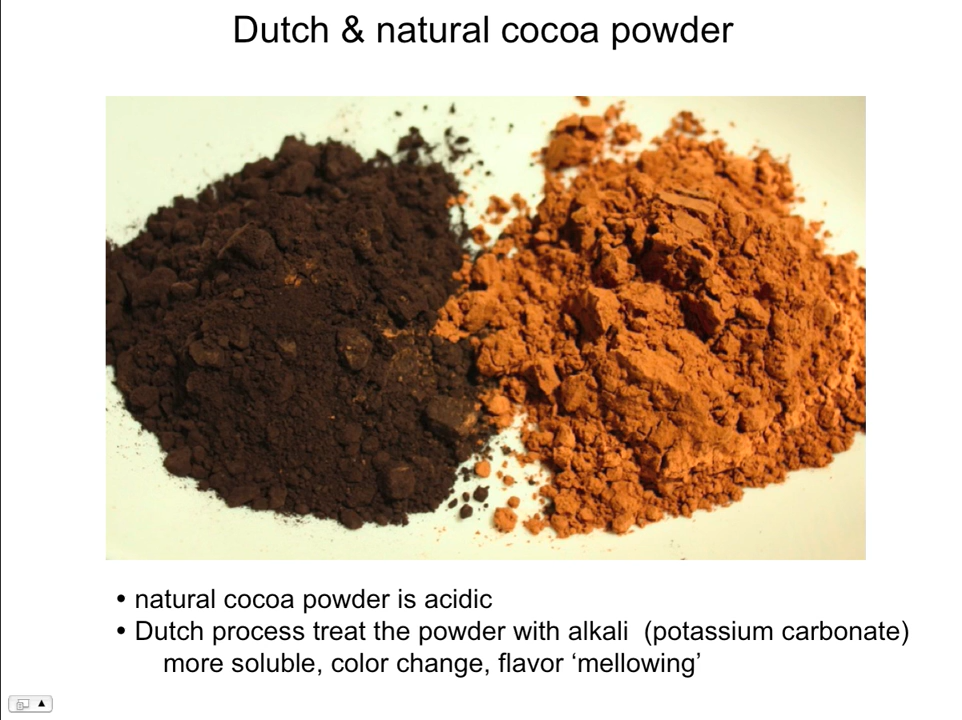 Dutch & natural cocoa powder
• natural cocoa powder is acidic
• Dutch process treat the powder with alkali  (potassium carbonate)
more soluble, color change, flavor ‘mellowing’